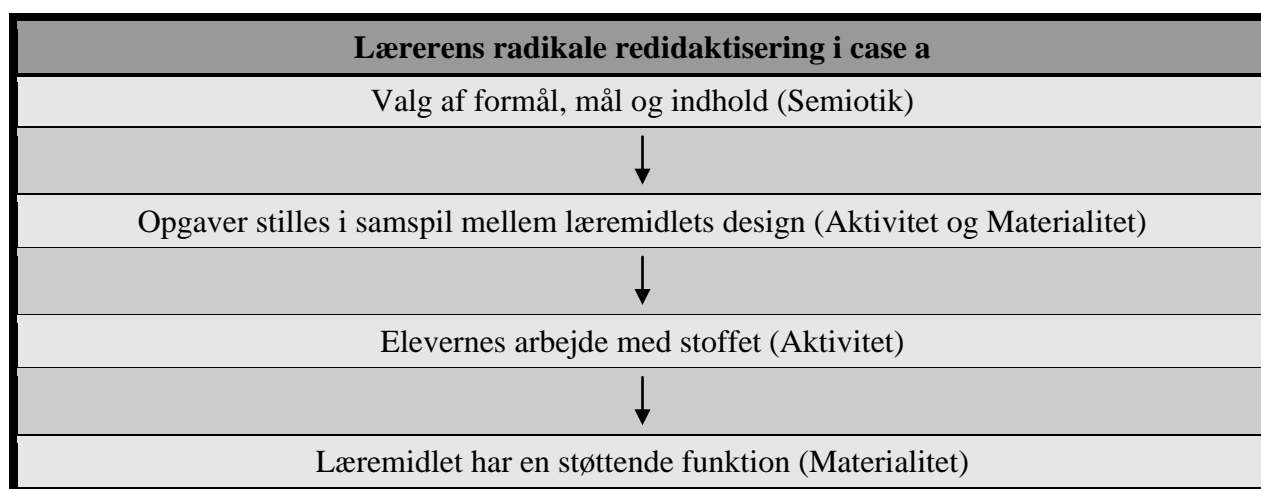 Lærerens radikale redidaktisering i case a
Valg af formål, mål og indhold (Semiotik)
Opgaver stilles i samspil mellem læremidlets design (Aktivitet og Materialitet)
Elevernes arbejde med stoffet (Aktivitet)
Læremidlet har en støttende funktion (Materialitet)